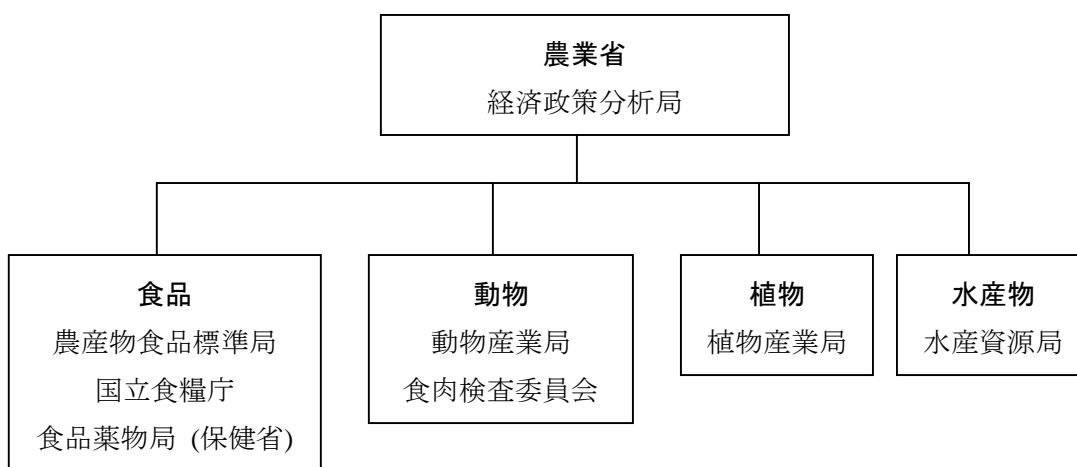 農業省
経済政策分析局
食品
農産物食品標準局
国立食糧庁
食品薬物局 (保健省)
動物
動物産業局
食肉検査委員会
植物
植物産業局
水産物
水産資源局